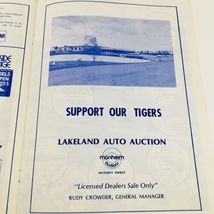 SUPPORT OUR TIGERS
LAKELAND AUTO AUCTION
manheim
NATION'S FINEST
"Licensed Dealers Sale Only"
RUDY CROWDER, GENERAL MANAGER